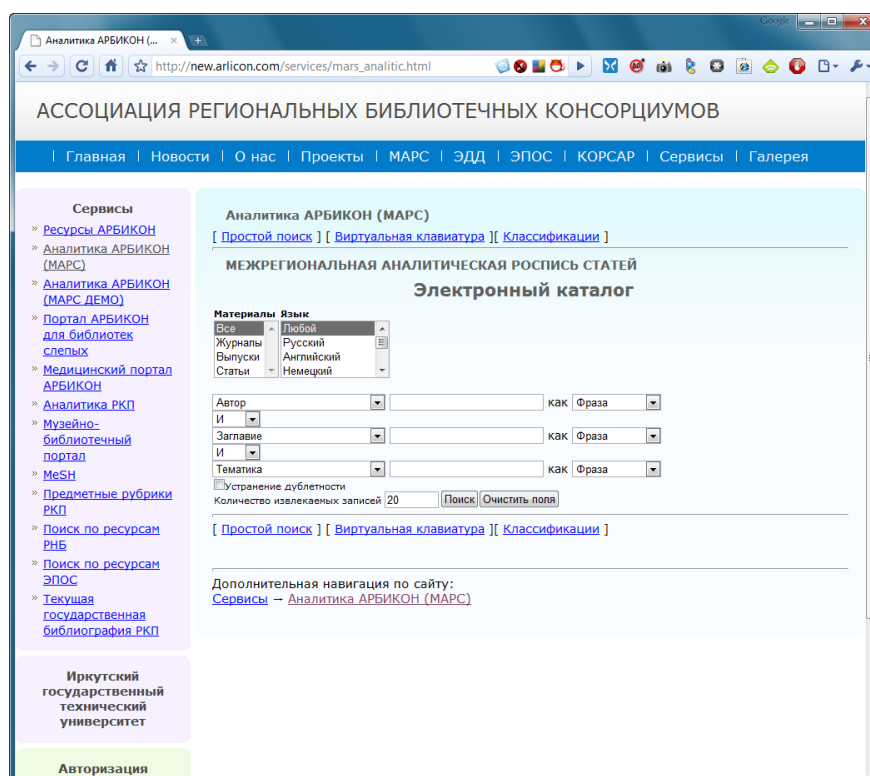 Google
Аналитика АРБИКОН (...
http://new.arlicon.com/services/mars_analitic.html
АССОЦИАЦИЯ РЕГИОНАЛЬНЫХ БИБЛИОТЕЧНЫХ КОНСОРЦИУМОВ
| Главная | Новости | О нас | Проекты | МАРС | ЭДД | ЭПОС | КОРСАР | Сервисы | Галерея
Сервисы
» Ресурсы АРБИКОН
» Аналитика АРБИКОН
(МАРС)
» Аналитика АРБИКОН
(МАРС ДЕМО)
» Портал АРБИКОН
для библиотек
слепых
» Медицинский портал
АРБИКОН
» Аналитика РКП
» Музейно-
библиотечный
портал
» MeSH
» Предметные рубрики
РКП
» Поиск по ресурсам
РНБ
» Поиск по ресурсам
ЭПОС
» Текущая
государственная
библиография РКП
Иркутский
государственный
технический
университет
Авторизация
Аналитика АРБИКОН (МАРС)
[ Простой поиск ] [ Виртуальная клавиатура ][ Классификации ]
МЕЖРЕГИОНАЛЬНАЯ АНАЛИТИЧЕСКАЯ РОСПИСЬ СТАТЕЙ
Электронный каталог
Материалы Язык
Все Любой
Журналы Русский
Выпуски Английский
Статьи Немецкий
Автор как Фраза
И
Заглавие как Фраза
И
Тематика как Фраза
Устранение дублетности
Количество извлекаемых записей 20 Поиск Очистить поля
[ Простой поиск ] [ Виртуальная клавиатура ][ Классификации ]
Дополнительная навигация по сайту:
Сервисы → Аналитика АРБИКОН (МАРС)